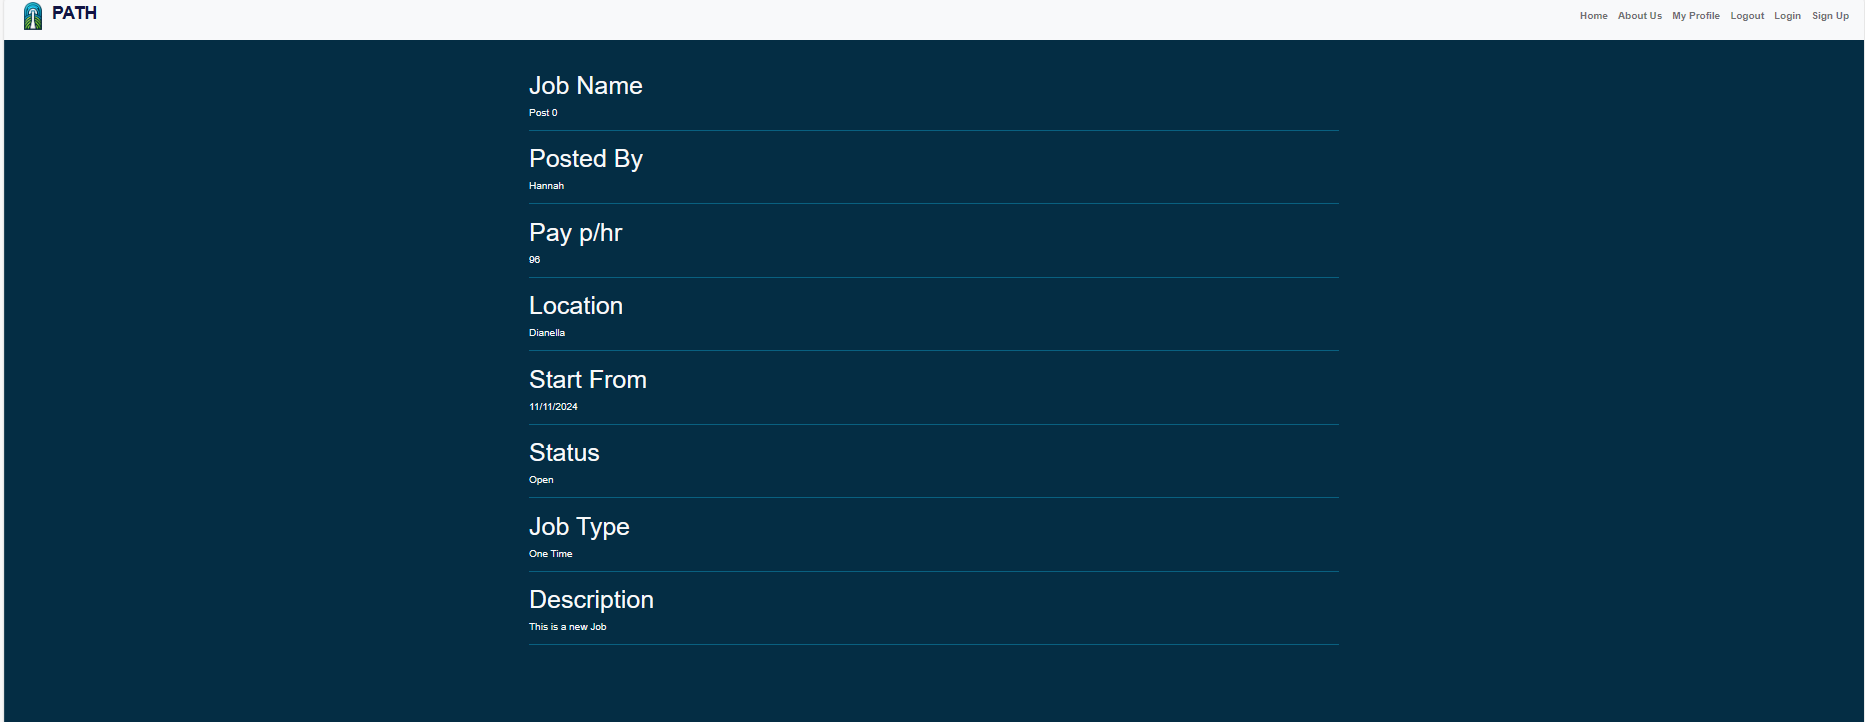 PATH
Home About Us My Profile Logout Login Sign Up
Job Name
Post 0
Posted By
Hannah
Pay p/hr
96
Location
Dianella
Start From
11/11/2024
Status
Open
Job Type
One Time
Description
This is a new Job